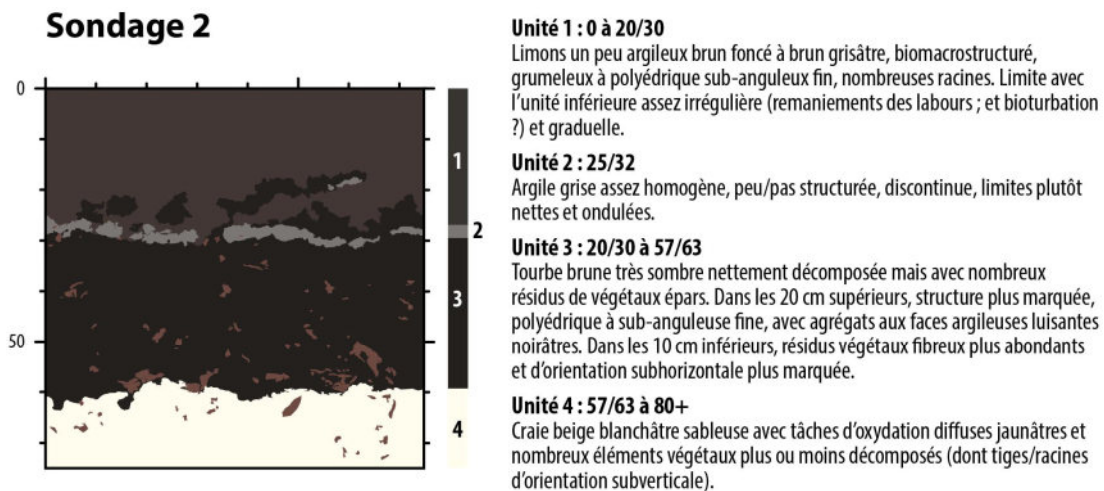 Sondage 2
0
50
1
2
3
4
Unité 1 : 0 à 20/30
Limons un peu argileux brun foncé à brun grisâtre, biomacrostructuré,
grumeleux à polyédrique sub-anguleux fin, nombreuses racines. Limite avec
l'unité inférieure assez irrégulière (remaniements des labours ; et bioturbation
?) et graduelle.
Unité 2 : 25/32
Argile grise assez homogène, peu/pas structurée, discontinue, limites plutôt
nettes et ondulées.
Unité 3 : 20/30 à 57/63
Tourbe brune très sombre nettement décomposée mais avec nombreux
résidus de végétaux épars. Dans les 20 cm supérieurs, structure plus marquée,
polyédrique à sub-anguleuse fine, avec agrégats aux faces argileuses luisantes
noirâtres. Dans les 10 cm inférieurs, résidus végétaux fibreux plus abondants
et d'orientation subhorizontale plus marquée.
Unité 4 : 57/63 à 80+
Craie beige blanchâtre sableuse avec tâches d'oxydation diffuses jaunâtres et
nombreux éléments végétaux plus ou moins décomposés (dont tiges/racines
d'orientation subverticale).